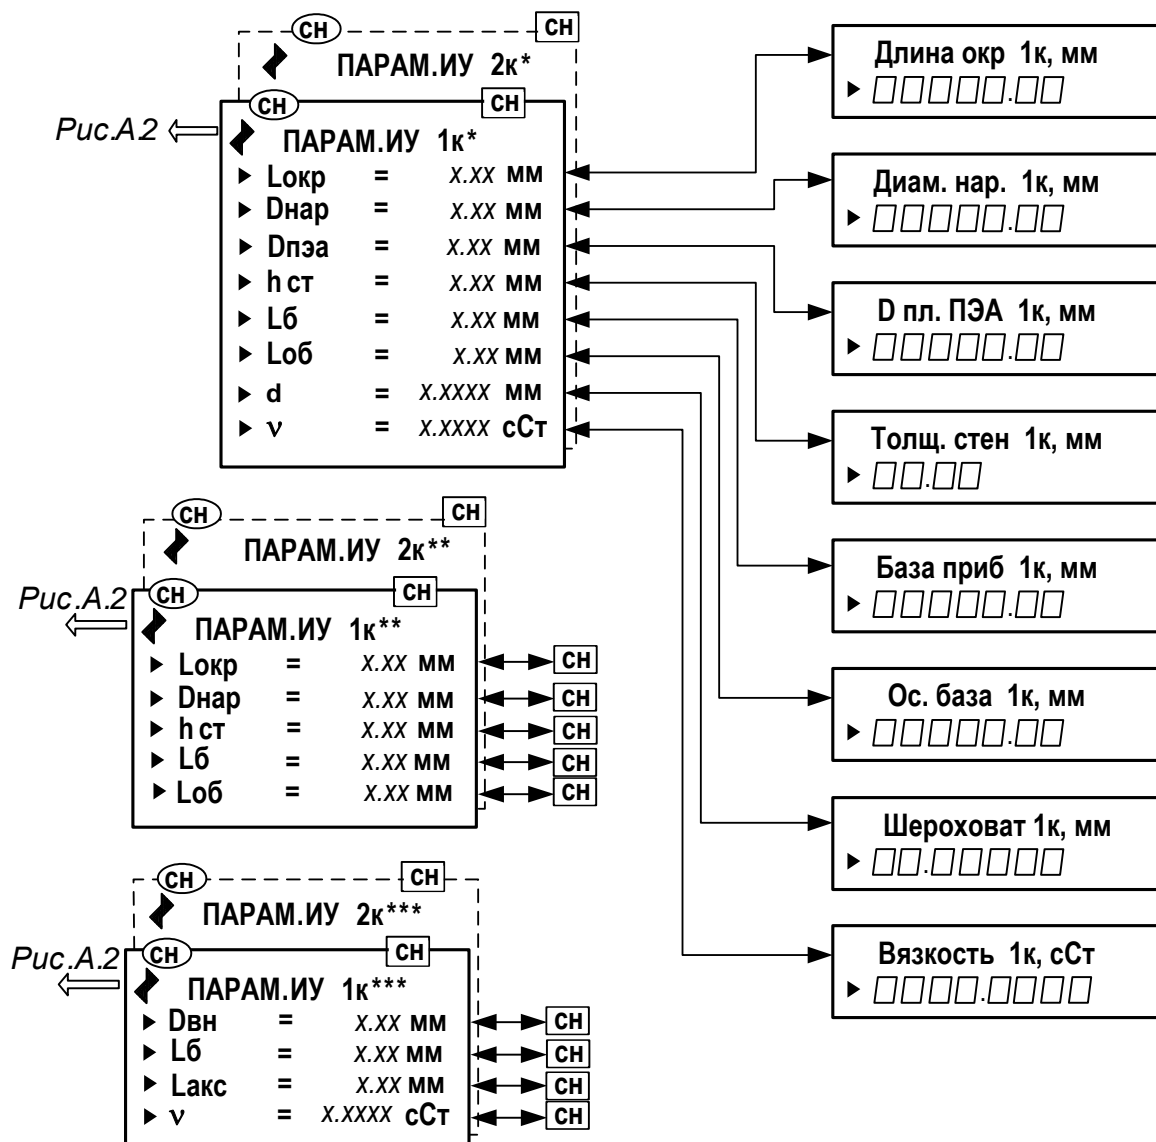 СН СН
ПАРАМ.ИУ 2к*
СН СН
Рис.А.2
ПАРАМ.ИУ 1к*
Lокр = x.xx мм
Dнар = x.xx мм
Dпэа = x.xx мм
h ст = x.xx мм
Lб = x.xx мм
Lоб = x.xx мм
d = x.xxxx мм
ν = x.xxxx сСт
Длина окр 1к, мм
Диам. нар. 1к, мм
D пл. ПЭА 1к, мм
Толщ. стен 1к, мм
База приб 1к, мм
Ос. база 1к, мм
Шероховат 1к, мм
Вязкость 1к, сСт
СН СН
ПАРАМ.ИУ 2к**
СН СН
Рис.А.2
ПАРАМ.ИУ 1к**
Lокр = x.xx мм СН
Dнар = x.xx мм СН
h ст = x.xx мм СН
Lб = x.xx мм СН
Lоб = x.xx мм СН
СН СН
ПАРАМ.ИУ 2к***
СН СН
Рис.А.2
ПАРАМ.ИУ 1к***
Dвн = x.xx мм СН
Lб = x.xx мм СН
Lакс = x.xx мм СН
ν = x.xxxx сСт СН